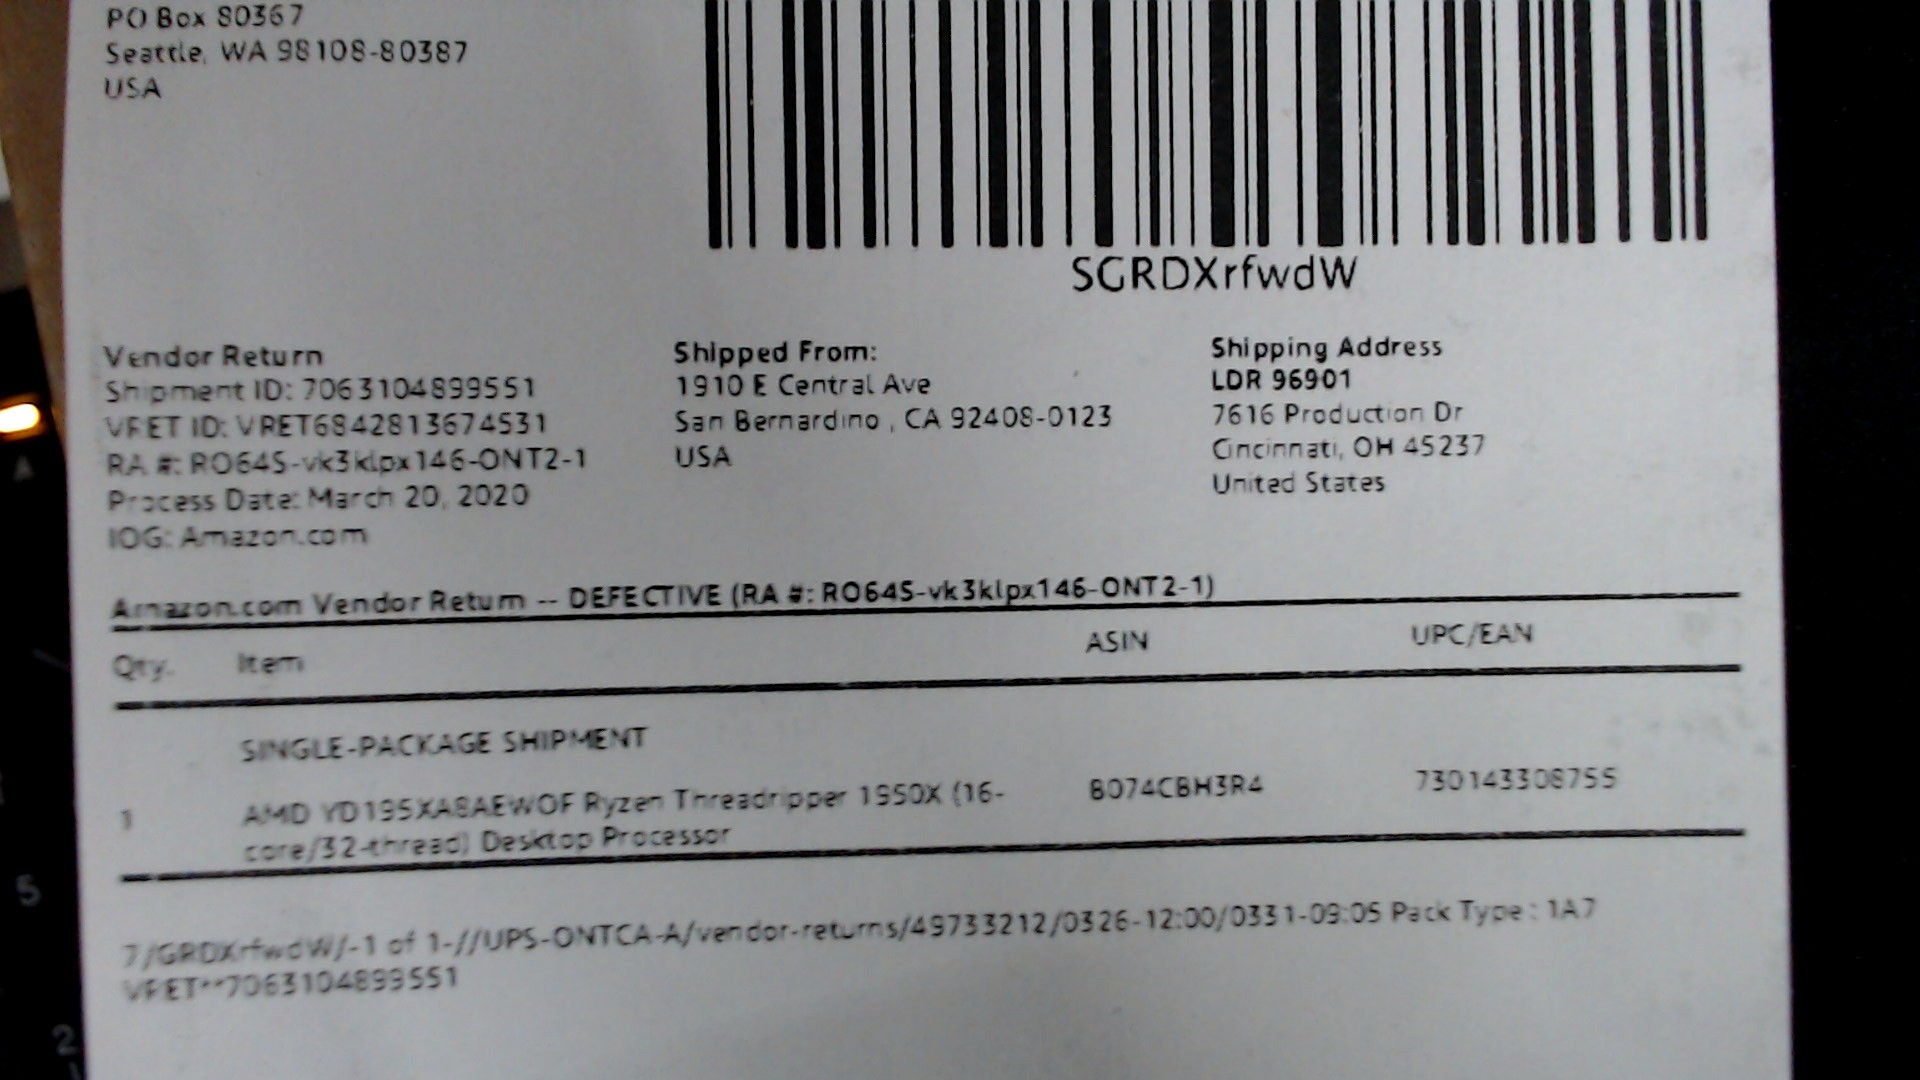 PO Box 80367
Seattle, WA 98108-80387
USA
SGRDXrfwdW
Vendor Return
Shipment ID: 7063104899551
VRET ID: VRET6842813674531
RA #: RO64S-vk3klpx146-ONT2-1
Process Date: March 20, 2020
IOG: Amazon.com
Shipped From:
1910 E Central Ave
San Bernardino , CA 92408-0123
USA
Shipping Address
LDR 96901
7616 Production Dr
Cincinnati, OH 45237
United States
Amazon.com Vendor Return -- DEFECTIVE (RA #: RO64S-vk3klpx146-ONT2-1)
Qty. Item ASIN UPC/EAN
SINGLE-PACKAGE SHIPMENT
1 AMD YD195XA8AEWOF Ryzen Threadripper 1950X (16- B074CBH3R4 730143308755
core/32-thread) Desktop Processor
7/GRDXrfwdW/-1 of 1-//UPS-ONTCA-A/vendor-returns/49733212/0326-12:00/0331-09:05 Pack Type : 1A7
VRET**7063104899551
5
2